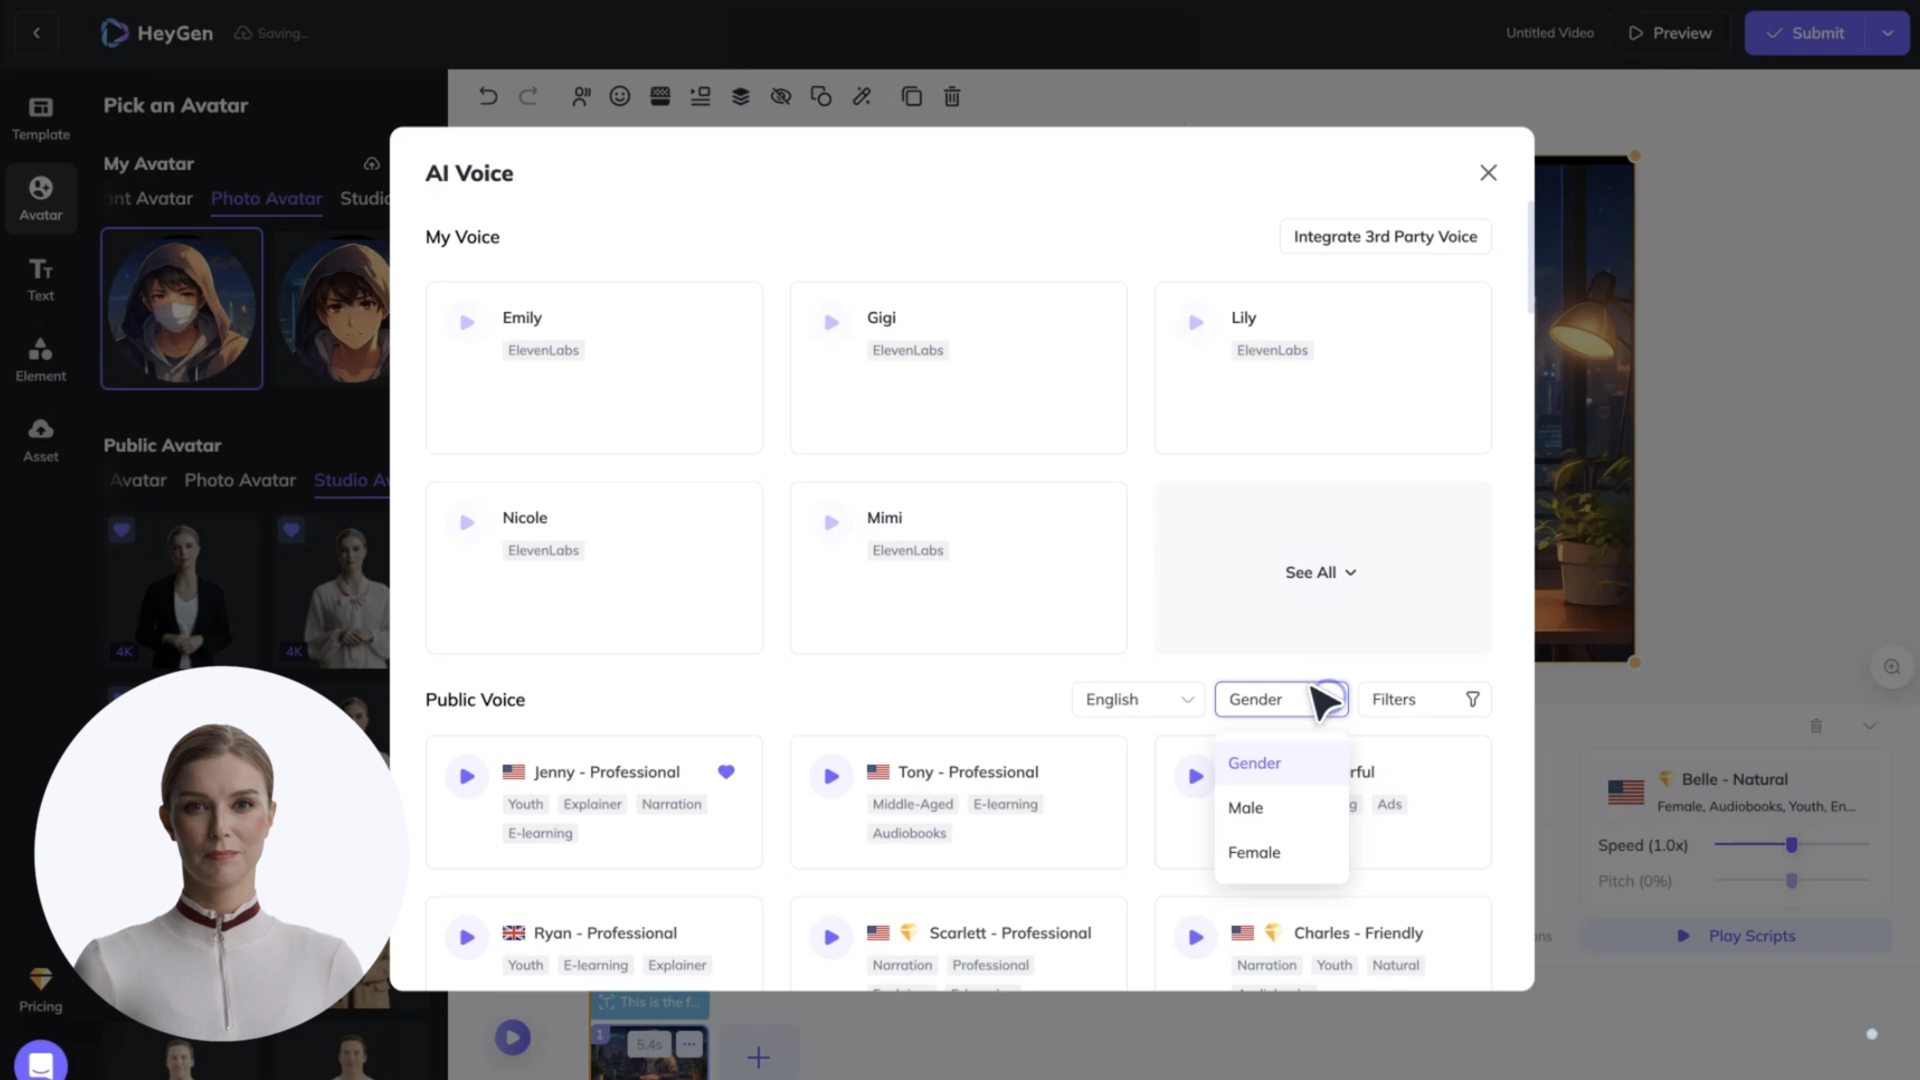 HeyGen
Saving...
Untitled Video
Preview
Submit
Template
Avatar
Text
Element
Asset
Pricing
Pick an Avatar
My Avatar
nt Avatar
Photo Avatar
Studio
Public Avatar
Avatar
Photo Avatar
Studio Av
4K
4K
AI Voice
My Voice
Integrate 3rd Party Voice
Emily
ElevenLabs
Gigi
ElevenLabs
Lily
ElevenLabs
Nicole
ElevenLabs
Mimi
ElevenLabs
See All
Public Voice
English
Gender
Filters
Gender
Male
Female
Jenny - Professional
Youth Explainer Narration
E-learning
Tony - Professional
Middle-Aged E-learning
Audiobooks
rful
g Ads
Ryan - Professional
Youth E-learning Explainer
Scarlett - Professional
Narration Professional
Charles - Friendly
Narration Youth Natural
Belle - Natural
Female, Audiobooks, Youth, En...
Speed (1.0x)
Pitch (0%)
ns
Play Scripts
This is the f...
1
5.4s